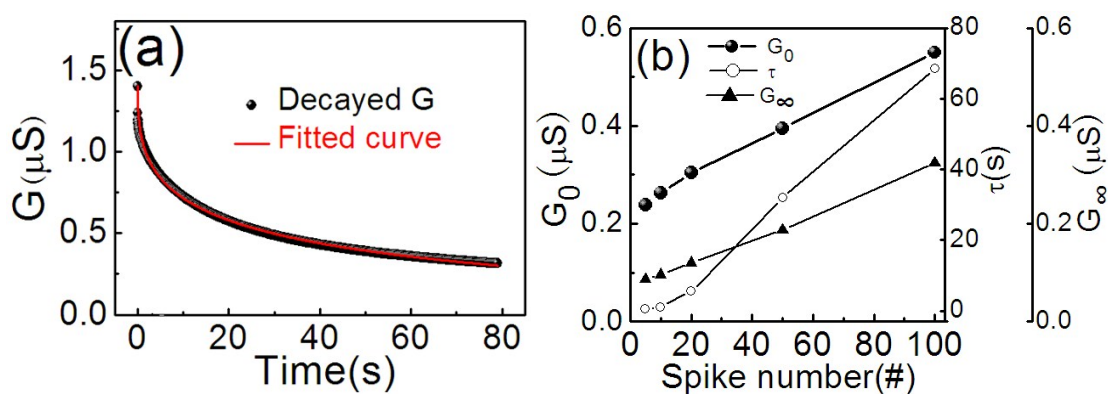 (a)
Decayed G
Fitted curve
G(μS)
1.5
1.0
0.5
0.0
0 20 40 60 80
Time(s)
(b)
G₀
τ
G∞
G₀ (μS)
0.6
0.4
0.2
0.0
0 20 40 60 80 100
Spike number(#)
80
60
40
20
0
τ(s)
0.6
0.4
0.2
0.0
G∞ (μS)